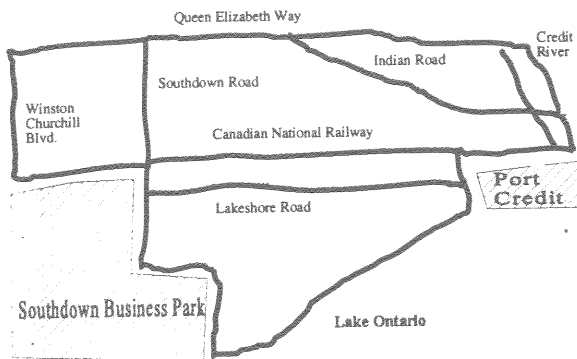 Queen Elizabeth Way
Credit
River
Indian Road
Southdown Road
Winston
Churchill
Blvd.
Canadian National Railway
Port
Credit
Lakeshore Road
Southdown Business Park
Lake Ontario